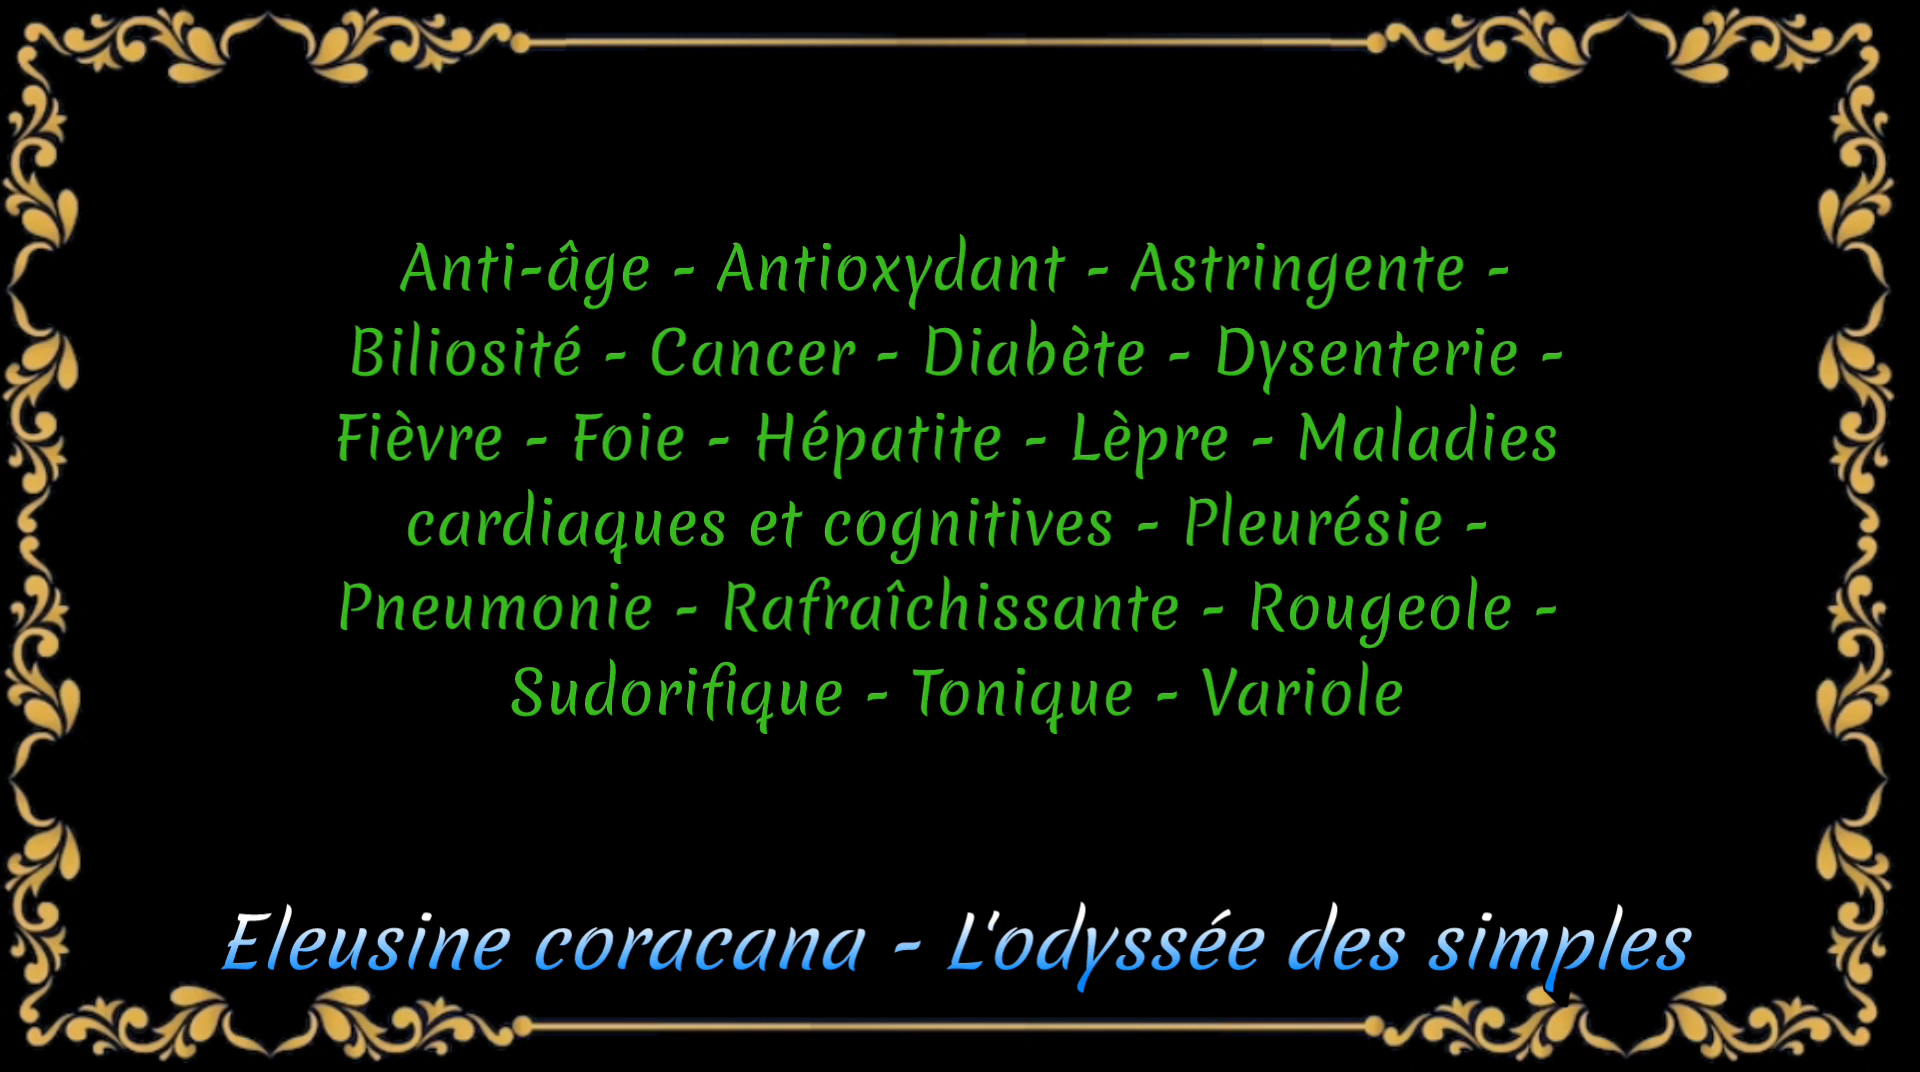 Anti-âge - Antioxydant - Astringente -
Biliosité - Cancer - Diabète - Dysenterie -
Fièvre - Foie - Hépatite - Lèpre - Maladies
cardiaques et cognitives - Pleurésie -
Pneumonie - Rafraîchissante - Rougeole -
Sudorifique - Tonique - Variole
Eleusine coracana - L'odyssée des simples